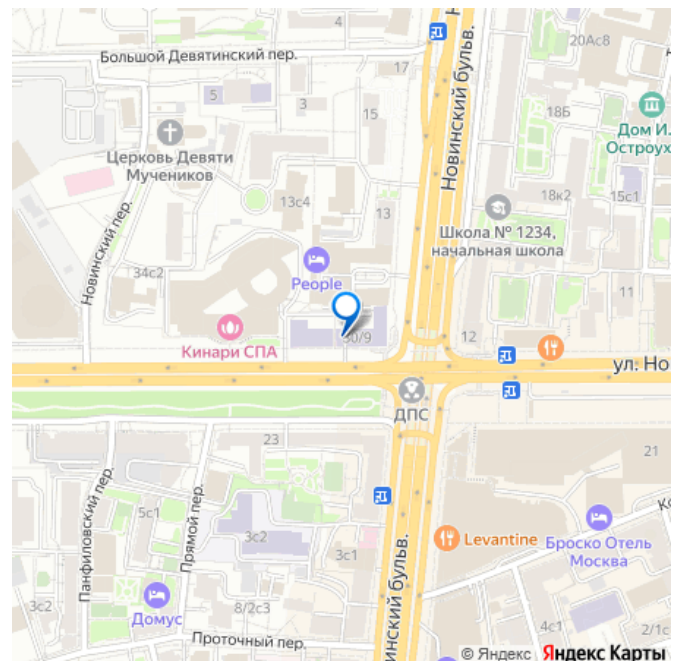 4
20Ас8
Большой Девятинский пер.
17
5
3
15
18Б
Дом И.
Остроух
Церковь Девяти
Мучеников
Новинский бульв.
13с4
13
18к2
15с1
Школа № 1234,
начальная школа
Новинский пер.
34с2
People
11
Кинари СПА
30/9
12
ул. Но
ДПС
23
21
Панфиловский пер.
5с1
Прямой пер.
3с2
3с1
Levantine
Броско Отель
Москва
3с2
Домус
8/2с3
инский бульв.
4с1
2/1с
Проточный пер.
© Яндекс Яндекс Карты